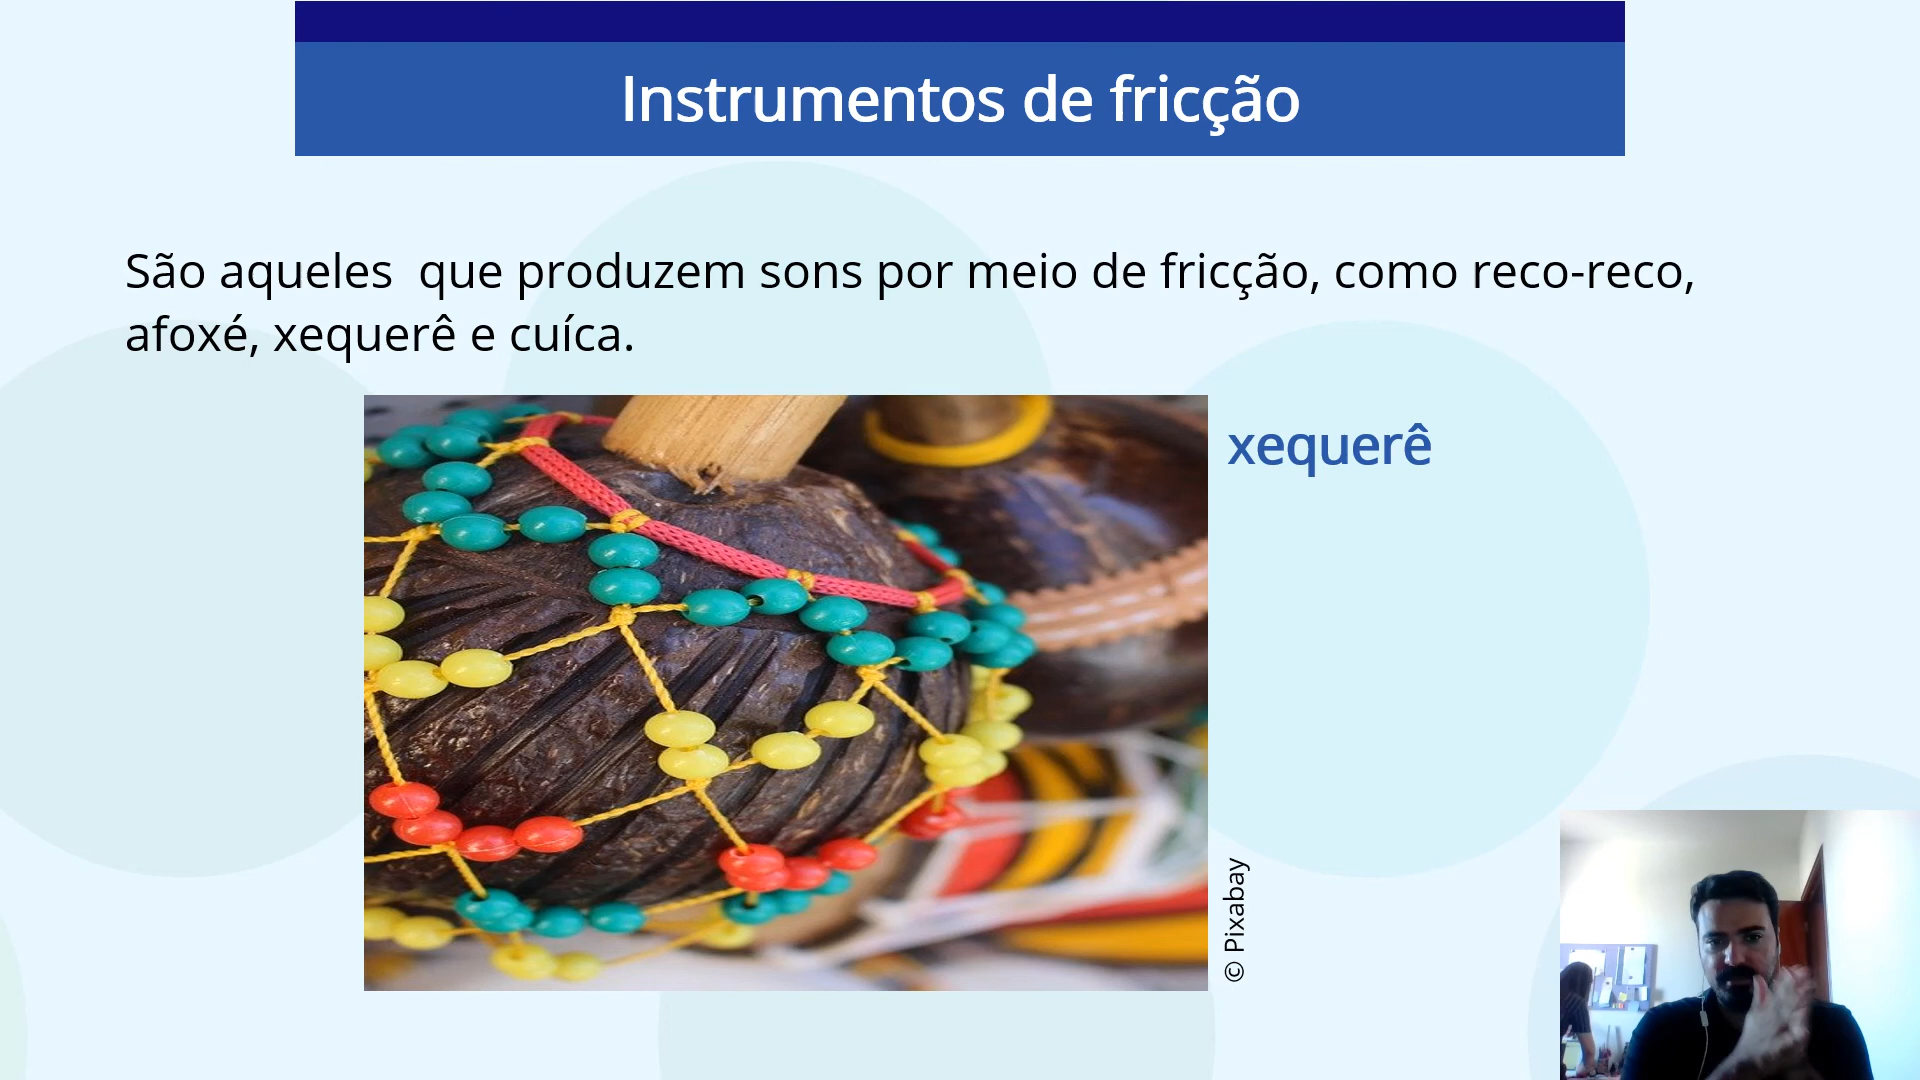 Instrumentos de fricção
São aqueles  que produzem sons por meio de fricção, como reco-reco,
afoxé, xequerê e cuíca.
xequerê
© Pixabay